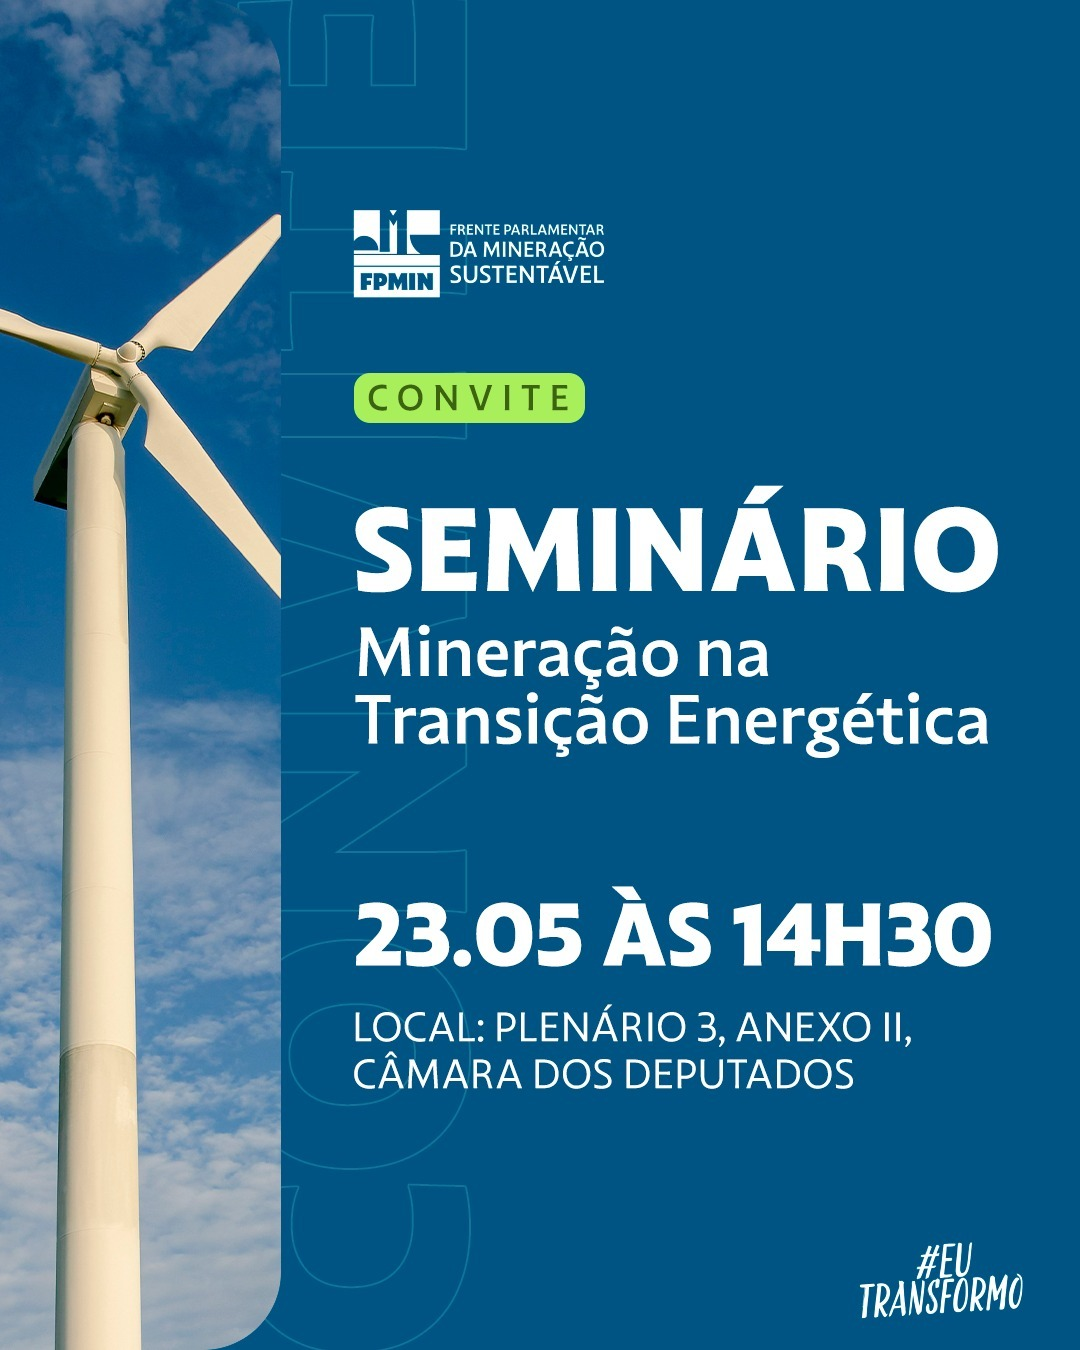 FRENTE PARLAMENTAR
DA MINERAÇÃO
SUSTENTÁVEL
FPMIN
CONVITE
SEMINÁRIO
Mineração na
Transição Energética
23.05 ÀS 14H30
LOCAL: PLENÁRIO 3, ANEXO II,
CÂMARA DOS DEPUTADOS
#EU
TRANSFORMO
CONVITE